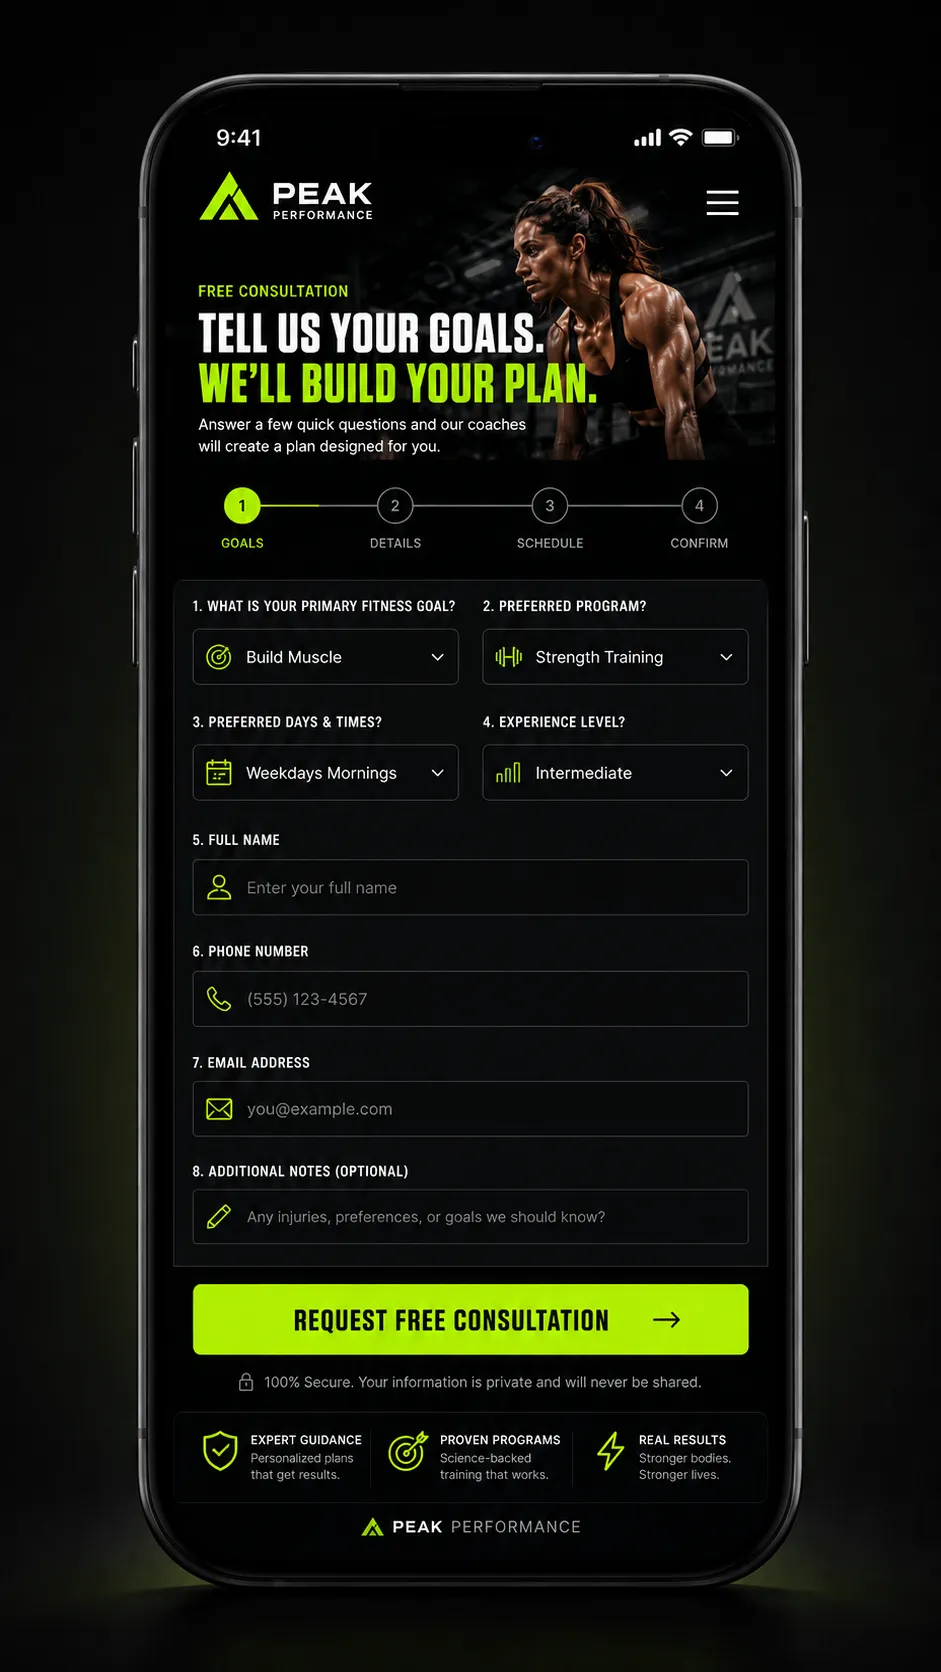 9:41
PEAK
PERFORMANCE
FREE CONSULTATION
TELL US YOUR GOALS.
WE'LL BUILD YOUR PLAN.
Answer a few quick questions and our coaches
will create a plan designed for you.
1 2 3 4
GOALS DETAILS SCHEDULE CONFIRM
1. WHAT IS YOUR PRIMARY FITNESS GOAL? 2. PREFERRED PROGRAM?
Build Muscle Strength Training
3. PREFERRED DAYS & TIMES? 4. EXPERIENCE LEVEL?
Weekdays Mornings Intermediate
5. FULL NAME
Enter your full name
6. PHONE NUMBER
(555) 123-4567
7. EMAIL ADDRESS
you@example.com
8. ADDITIONAL NOTES (OPTIONAL)
Any injuries, preferences, or goals we should know?
REQUEST FREE CONSULTATION
100% Secure. Your information is private and will never be shared.
EXPERT GUIDANCE
Personalized plans
that get results.
PROVEN PROGRAMS
Science-backed
training that works.
REAL RESULTS
Stronger bodies.
Stronger lives.
PEAK PERFORMANCE